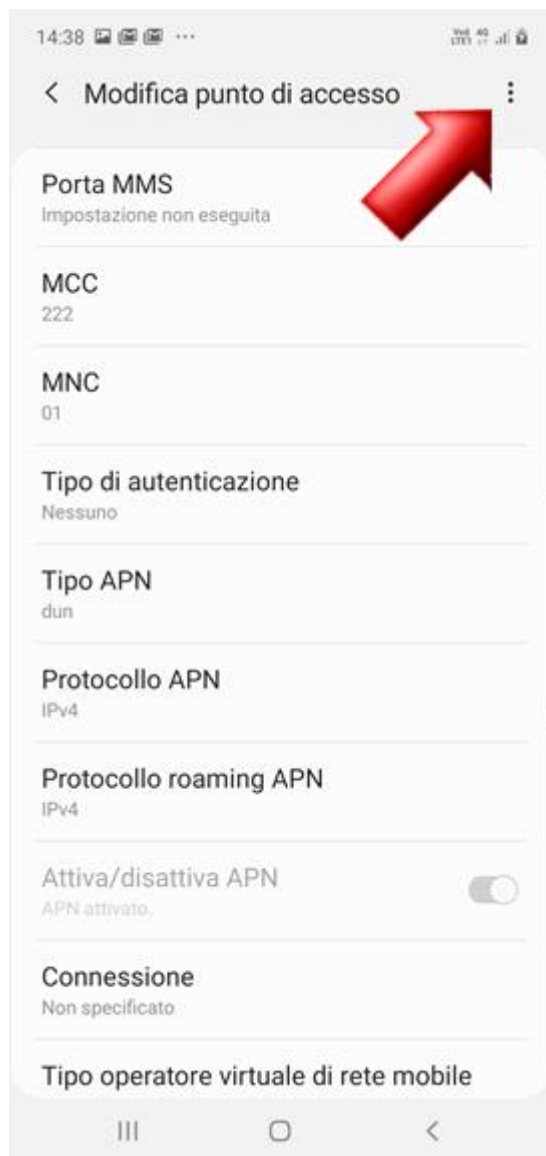 14:38
Modifica punto di accesso
Porta MMS
Impostazione non eseguita
MCC
222
MNC
01
Tipo di autenticazione
Nessuno
Tipo APN
dun
Protocollo APN
IPv4
Protocollo roaming APN
IPv4
Attiva/disattiva APN
APN attivato.
Connessione
Non specificato
Tipo operatore virtuale di rete mobile